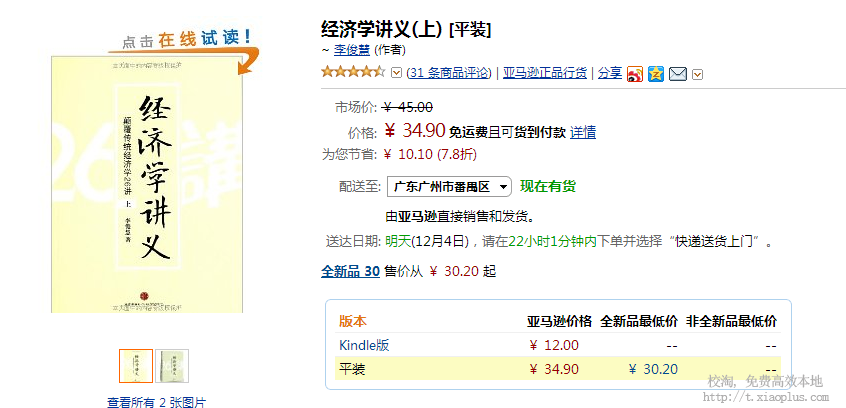 点击在线试读!
经济学讲义
颠覆传统经济学26讲
上
李俊慧 著
26講
查看所有 2 张图片
经济学讲义(上) [平装]
~ 李俊慧 (作者)
(31 条商品评论) | 亚马逊正品行货 | 分享
市场价: ￥ 45.00
价格: ￥ 34.90 免运费且可货到付款 详情
为您节省: ￥ 10.10 (7.8折)
配送至: 广东广州市番禺区 现在有货
由亚马逊直接销售和发货。
送达日期: 明天(12月4日)，请在22小时1分钟内下单并选择“快递送货上门”。
全新品 30 售价从 ￥ 30.20 起
版本 亚马逊价格 全新品最低价 非全新品最低价
Kindle版 ￥ 12.00 -- --
平装 ￥ 34.90 ￥ 30.20 --
校淘，免费高效本地
http://t.xiaoplus.com